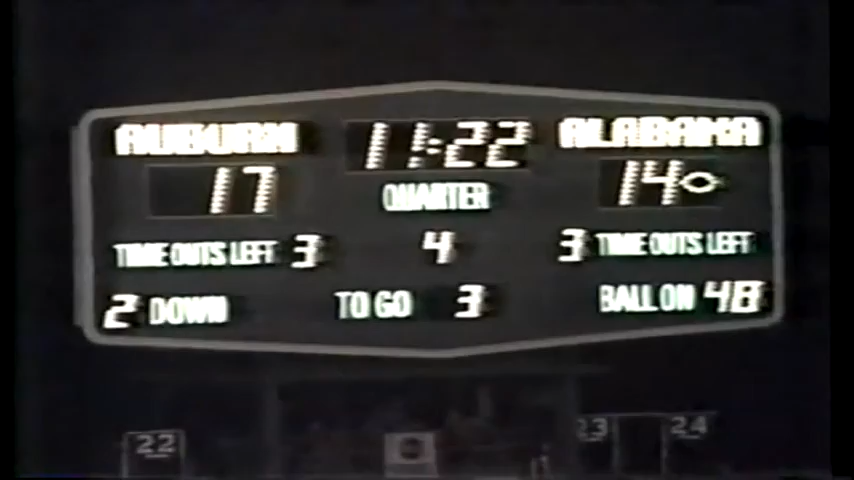 AUBURN 11:22 ALABAMA
17 QUARTER 14
TIME OUTS LEFT 3 4 3 TIME OUTS LEFT
2 DOWN TO GO 3 BALL ON 48
22 23 24